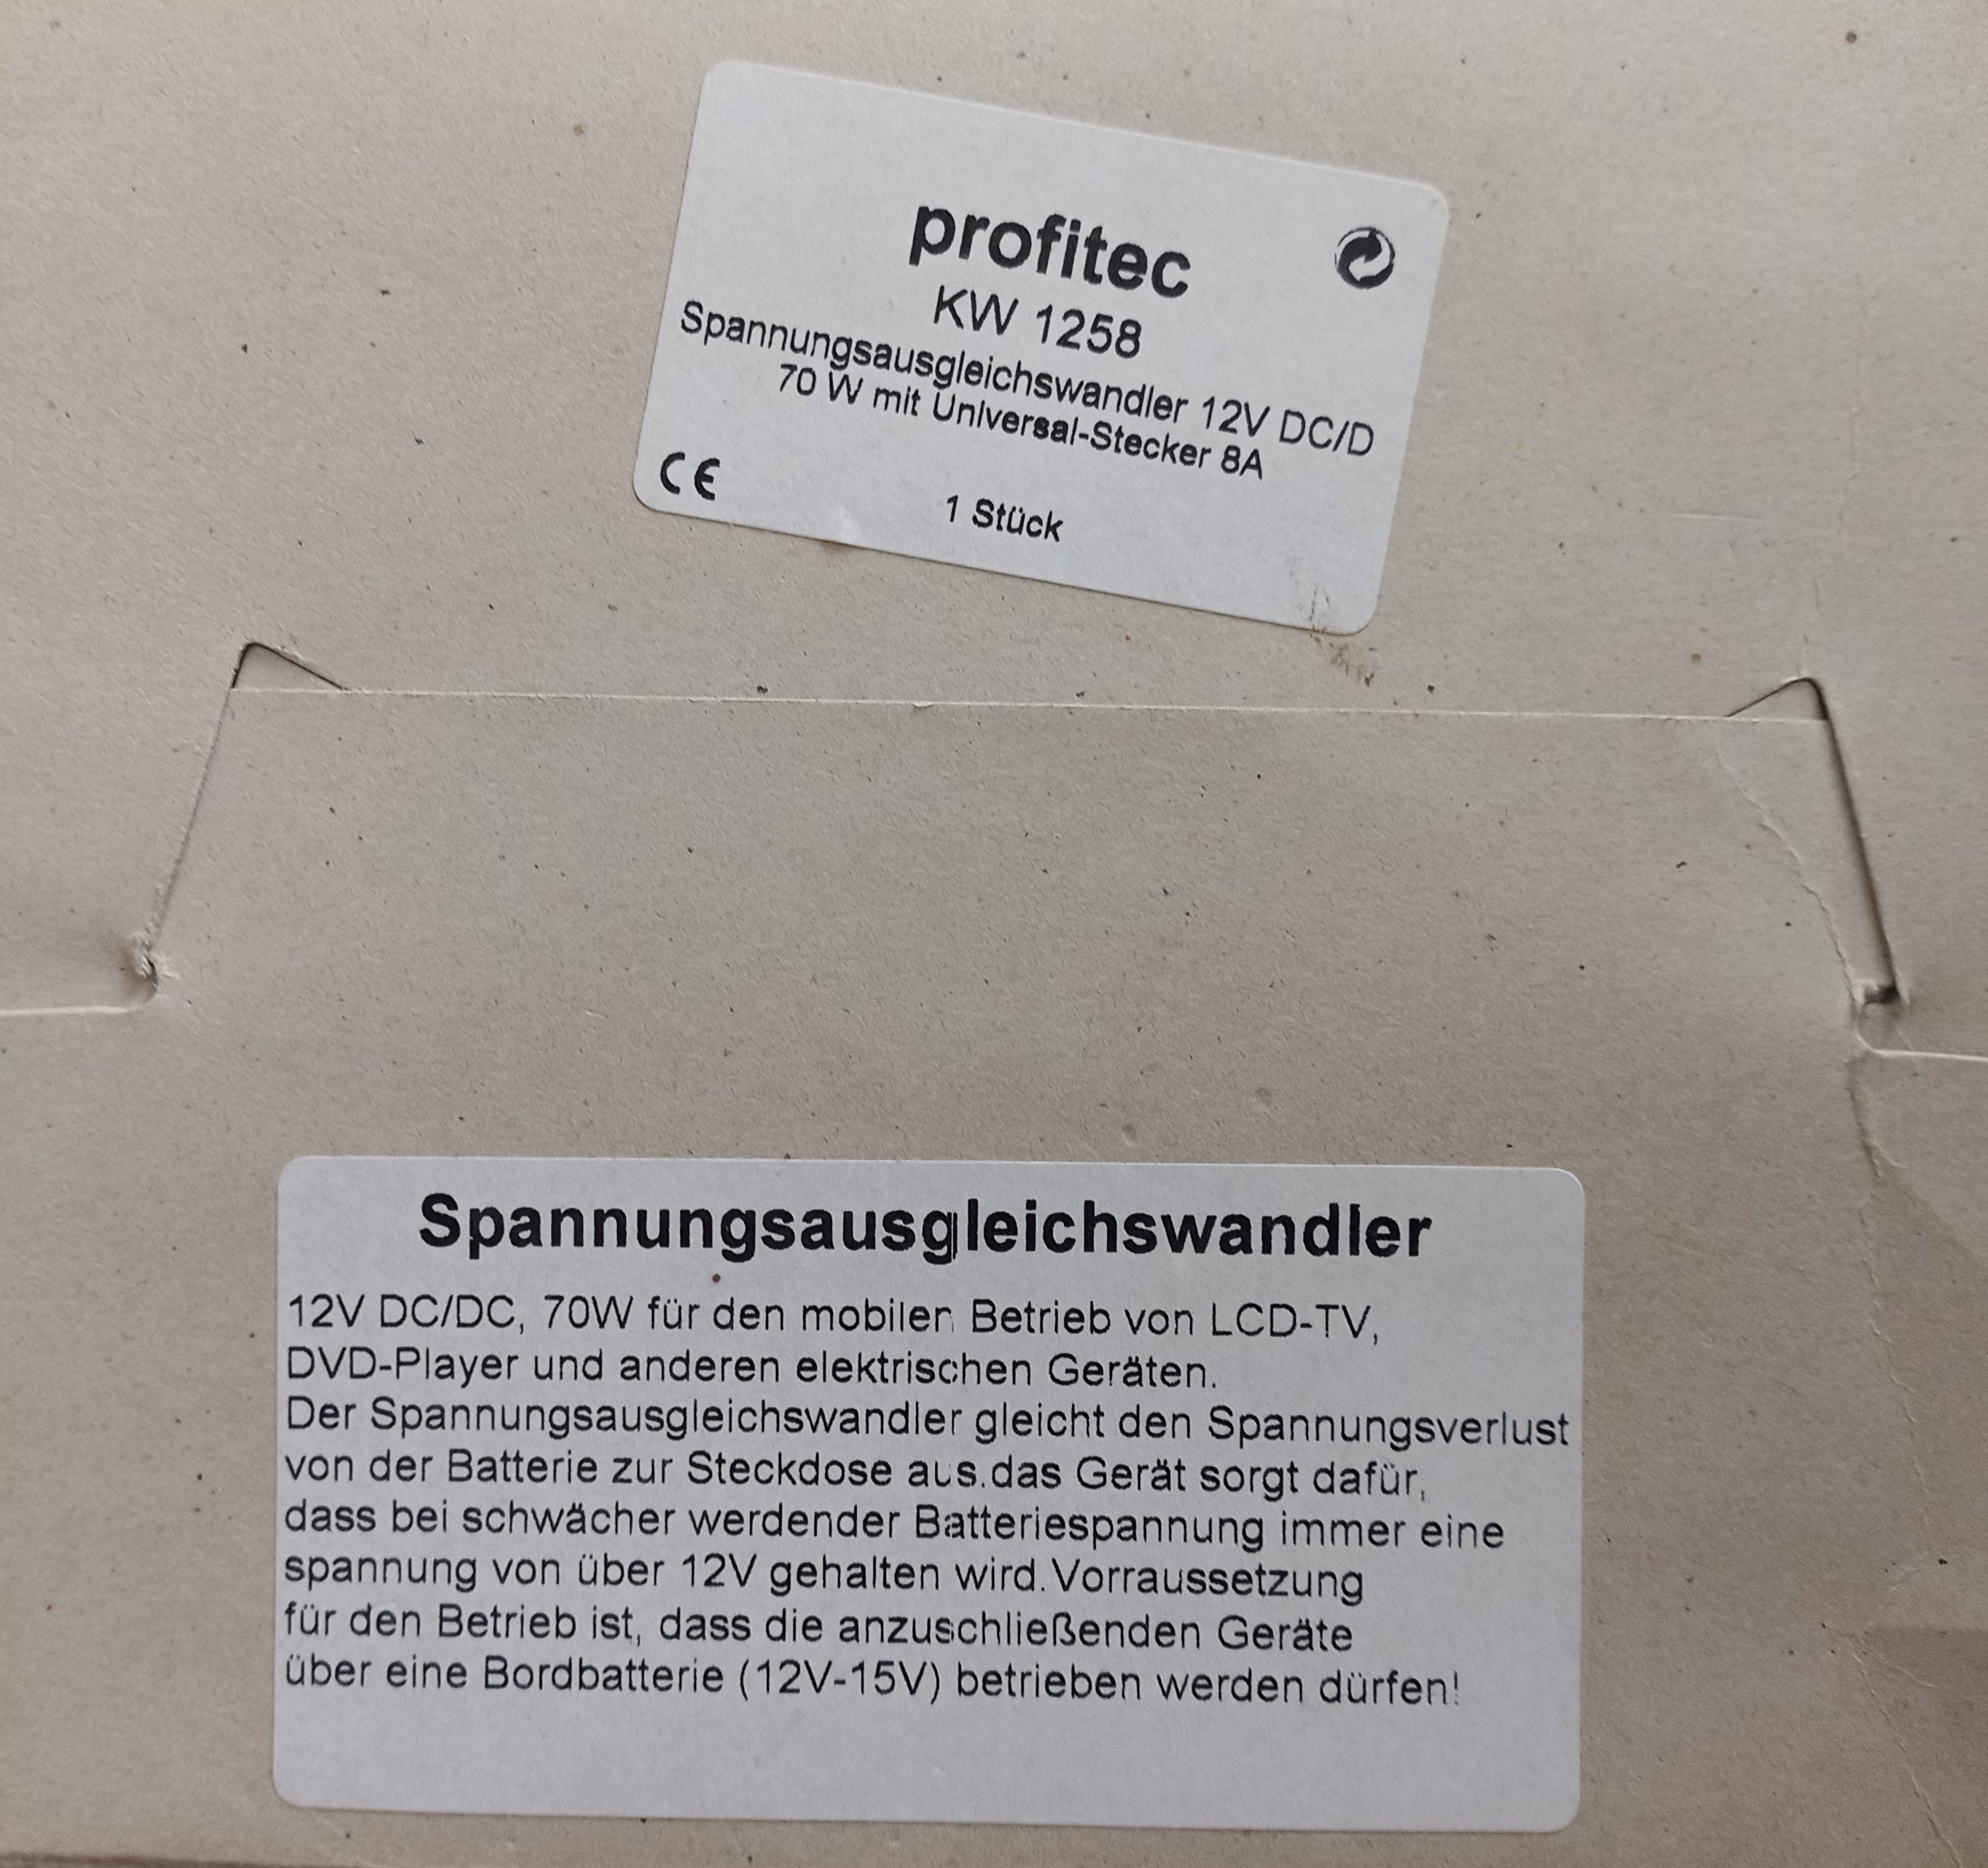 profitec
KW 1258
Spannungsausgleichswandler 12V DC/D
70 W mit Universal-Stecker 8A
CE
1 Stück
Spannungsausgleichswandler
12V DC/DC, 70W für den mobilen Betrieb von LCD-TV,
DVD-Player und anderen elektrischen Geräten.
Der Spannungsausgleichswandler gleicht den Spannungsverlust
von der Batterie zur Steckdose aus.das Gerät sorgt dafür,
dass bei schwächer werdender Batteriespannung immer eine
spannung von über 12V gehalten wird.Vorraussetzung
für den Betrieb ist, dass die anzuschließenden Geräte
über eine Bordbatterie (12V-15V) betrieben werden dürfen!